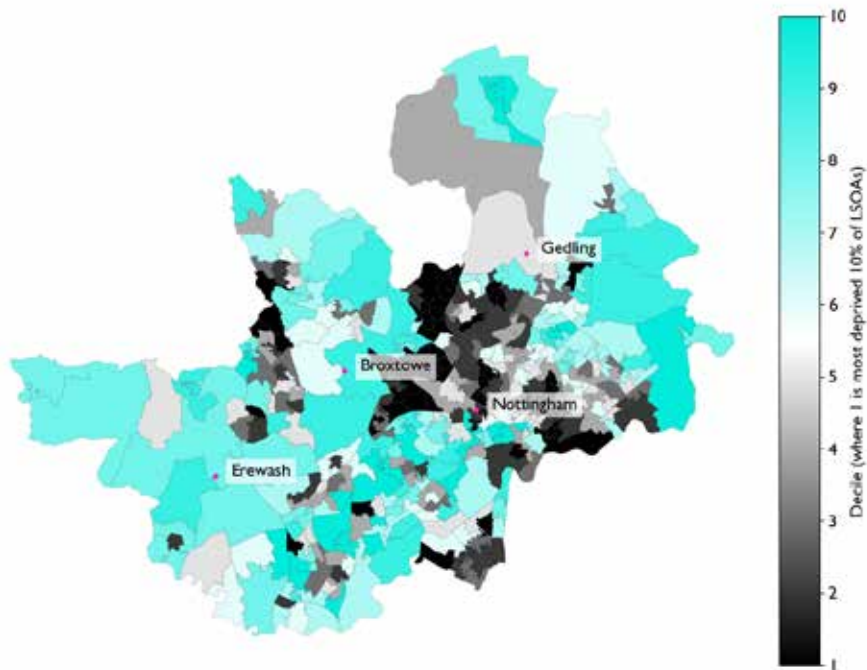 Gedling
Broxtowe
Nottingham
Erewash
10
9
8
7
6
5
4
3
2
1
Decile (where 1 is most deprived 10% of LSOAs)